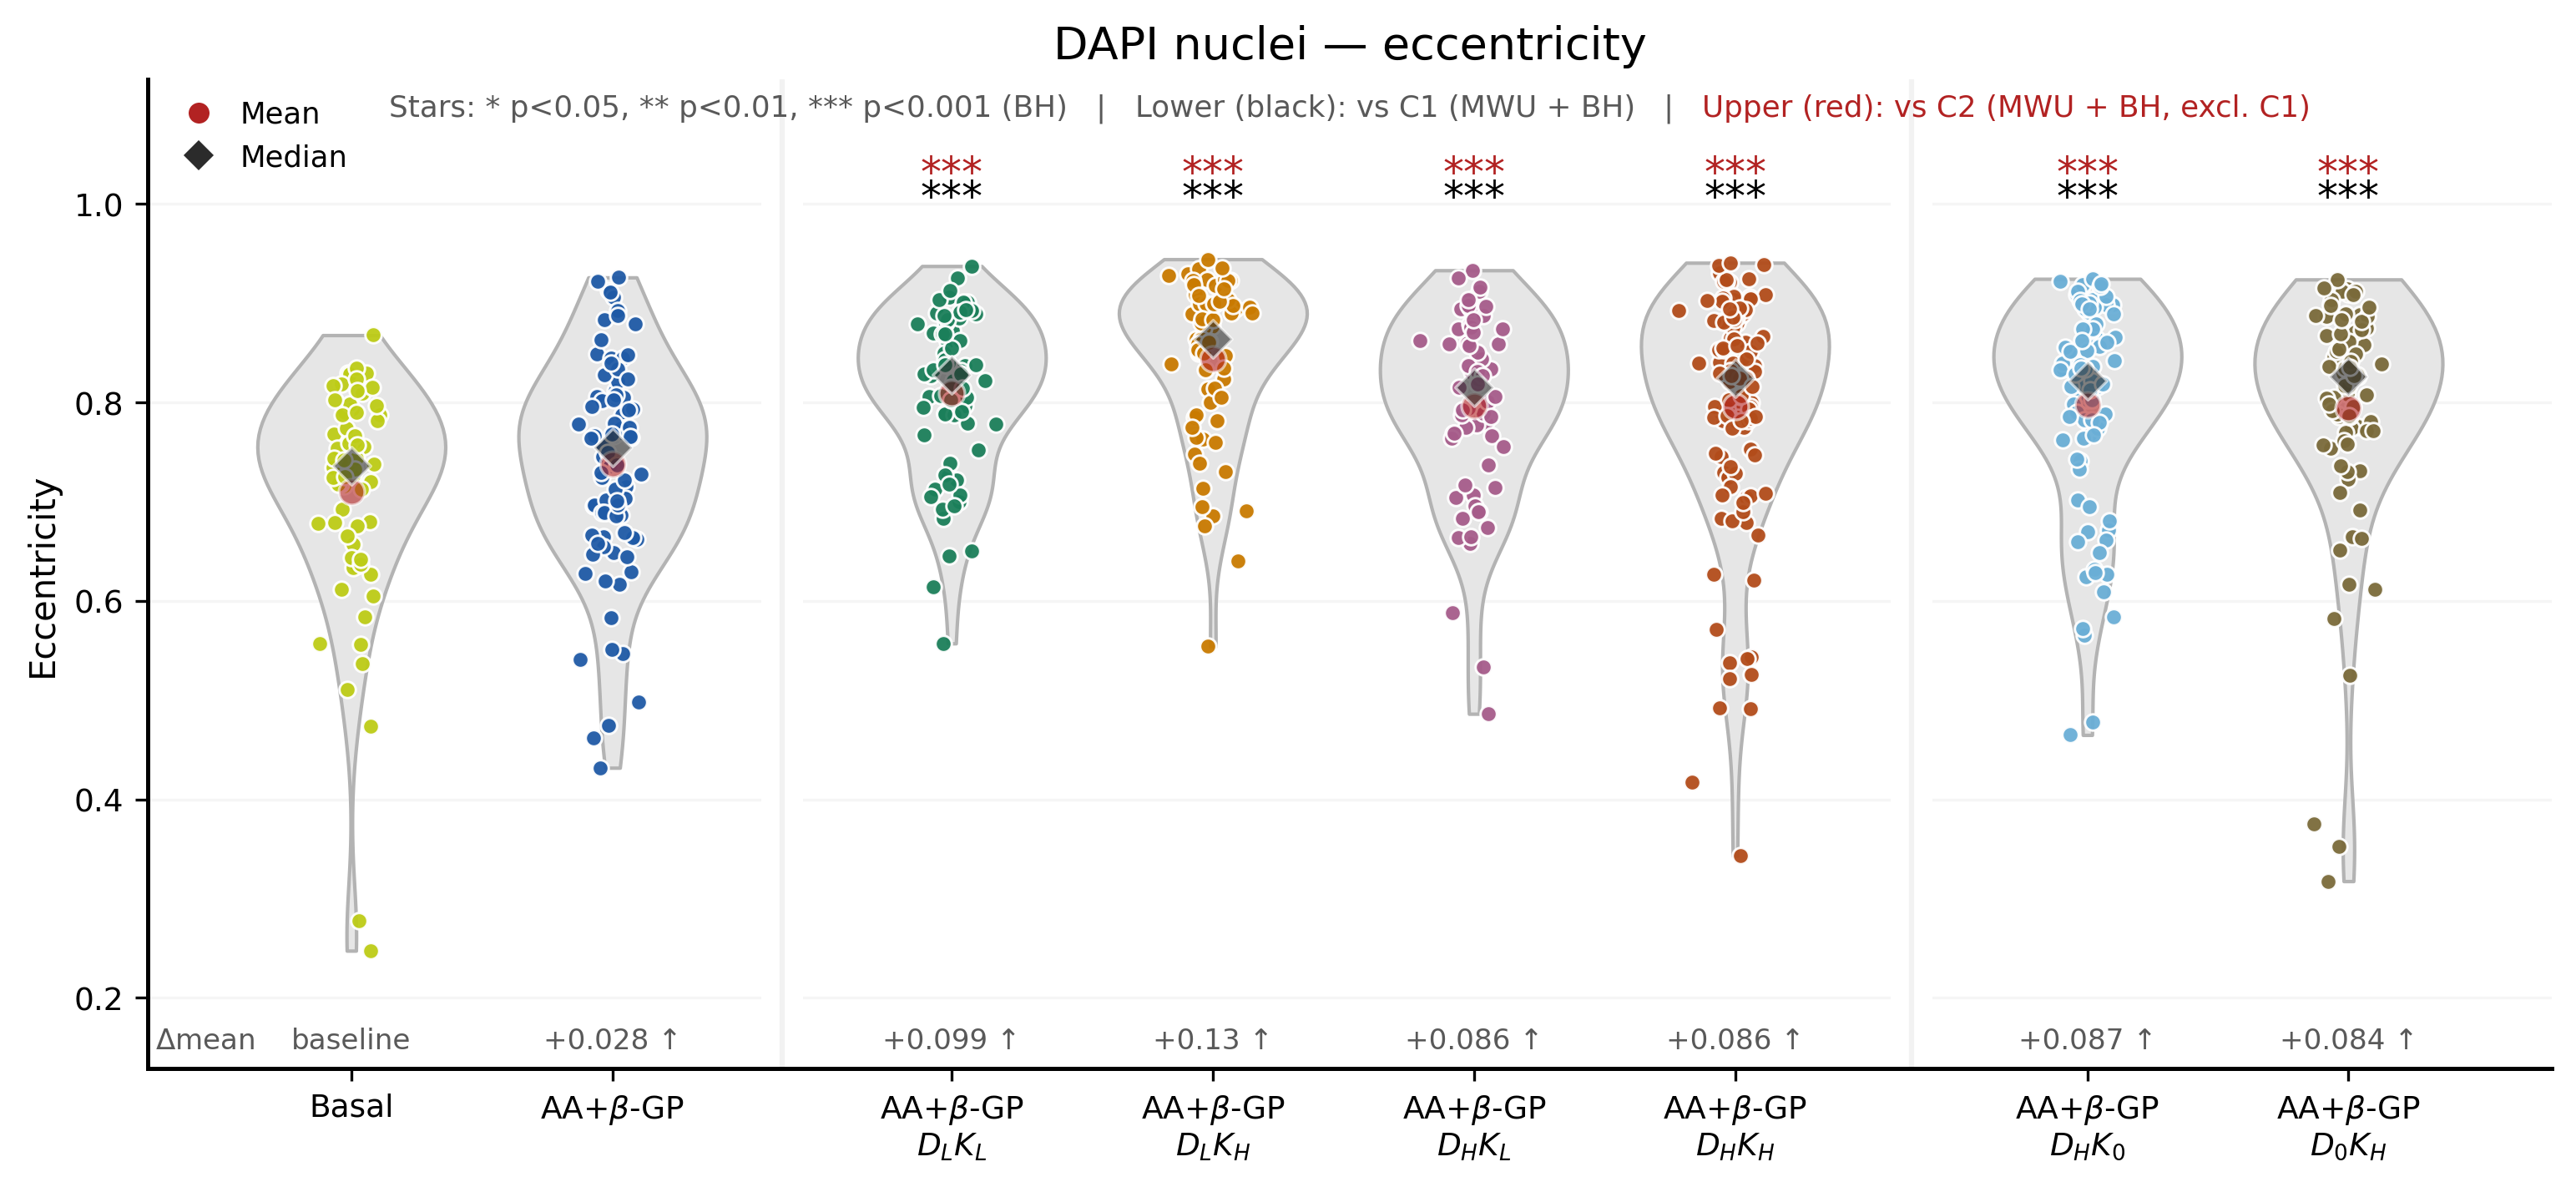 DAPI nuclei — eccentricity
Mean
Median
Stars: * p<0.05, ** p<0.01, *** p<0.001 (BH) | Lower (black): vs C1 (MWU + BH) | Upper (red): vs C2 (MWU + BH, excl. C1)
*** *** *** *** *** ***
*** *** *** *** *** ***
Eccentricity
1.0
0.8
0.6
0.4
0.2
Δmean baseline +0.028 ↑ +0.099 ↑ +0.13 ↑ +0.086 ↑ +0.086 ↑ +0.087 ↑ +0.084 ↑
Basal AA+β-GP AA+β-GP AA+β-GP AA+β-GP AA+β-GP AA+β-GP AA+β-GP
D_LK_L D_LK_H D_HK_L D_HK_H D_HK_0 D_0K_H